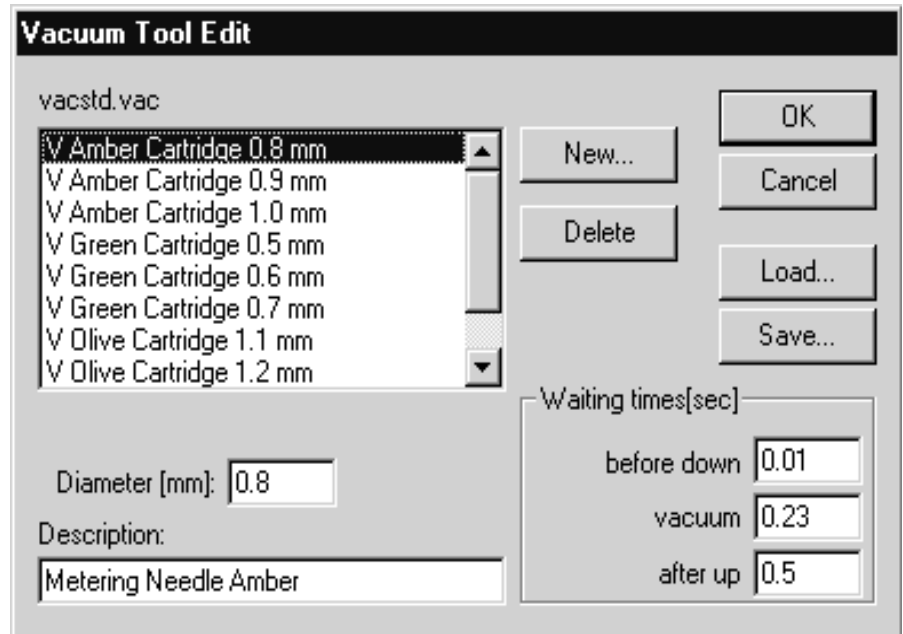 Vacuum Tool Edit
vacstd.vac
V Amber Cartridge 0.8 mm
V Amber Cartridge 0.9 mm
V Amber Cartridge 1.0 mm
V Green Cartridge 0.5 mm
V Green Cartridge 0.6 mm
V Green Cartridge 0.7 mm
V Olive Cartridge 1.1 mm
V Olive Cartridge 1.2 mm
New...
Delete
OK
Cancel
Load...
Save...
Diameter [mm]: 0.8
Description:
Metering Needle Amber
Waiting times[sec]
before down 0.01
vacuum 0.23
after up 0.5